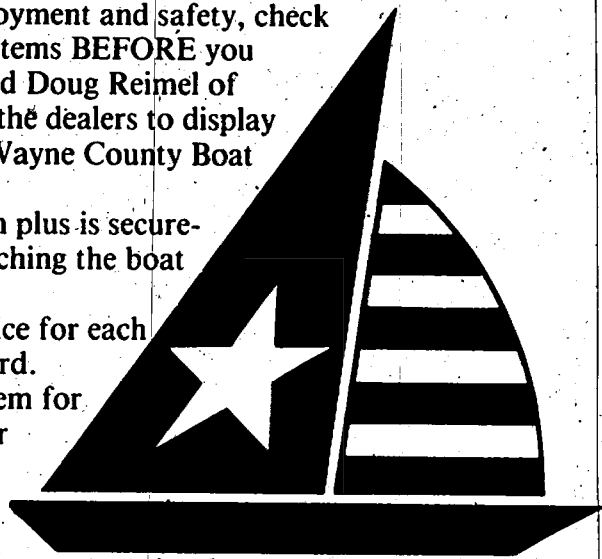 oyment and safety, check
tems BEFORE you
d Doug Reimel of
the dealers to display
Wayne County Boat
n plus is secure-
ching the boat
ice for each
rd.
em for
r